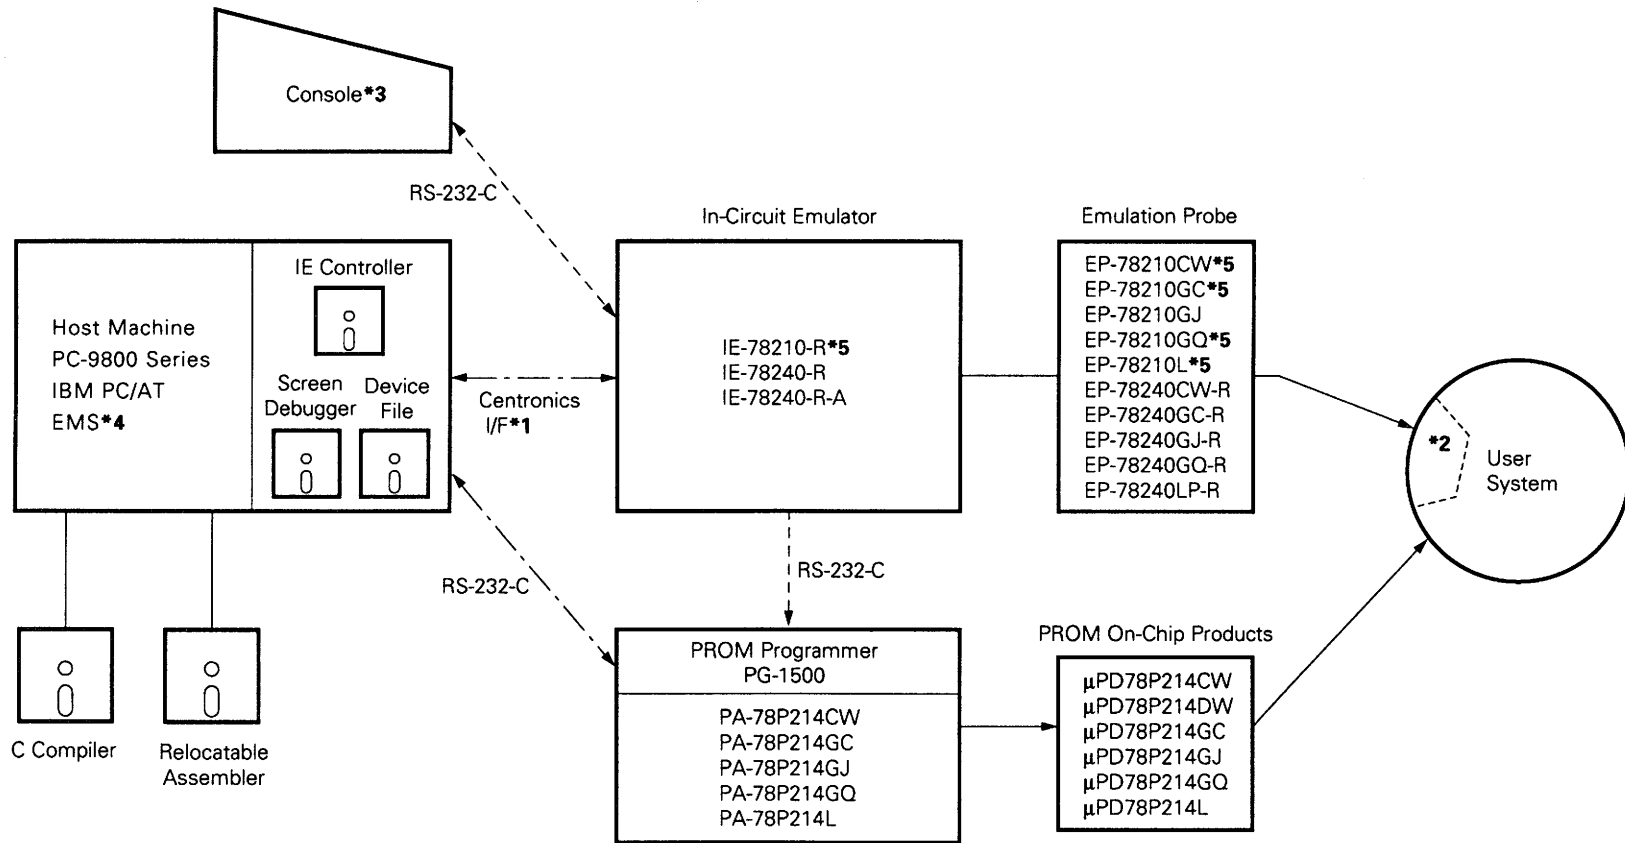 Console*3
RS-232-C
In-Circuit Emulator
Emulation Probe
Host Machine
PC-9800 Series
IBM PC/AT
EMS*4
IE Controller
Screen
Debugger
Device
File
Centronics
I/F*1
IE-78210-R*5
IE-78240-R
IE-78240-R-A
EP-78210CW*5
EP-78210GC*5
EP-78210GJ
EP-78210GQ*5
EP-78210L*5
EP-78240CW-R
EP-78240GC-R
EP-78240GJ-R
EP-78240GQ-R
EP-78240LP-R
*2
User
System
RS-232-C
RS-232-C
C Compiler
Relocatable
Assembler
PROM Programmer
PG-1500
PA-78P214CW
PA-78P214GC
PA-78P214GJ
PA-78P214GQ
PA-78P214L
PROM On-Chip Products
μPD78P214CW
μPD78P214DW
μPD78P214GC
μPD78P214GJ
μPD78P214GQ
μPD78P214L